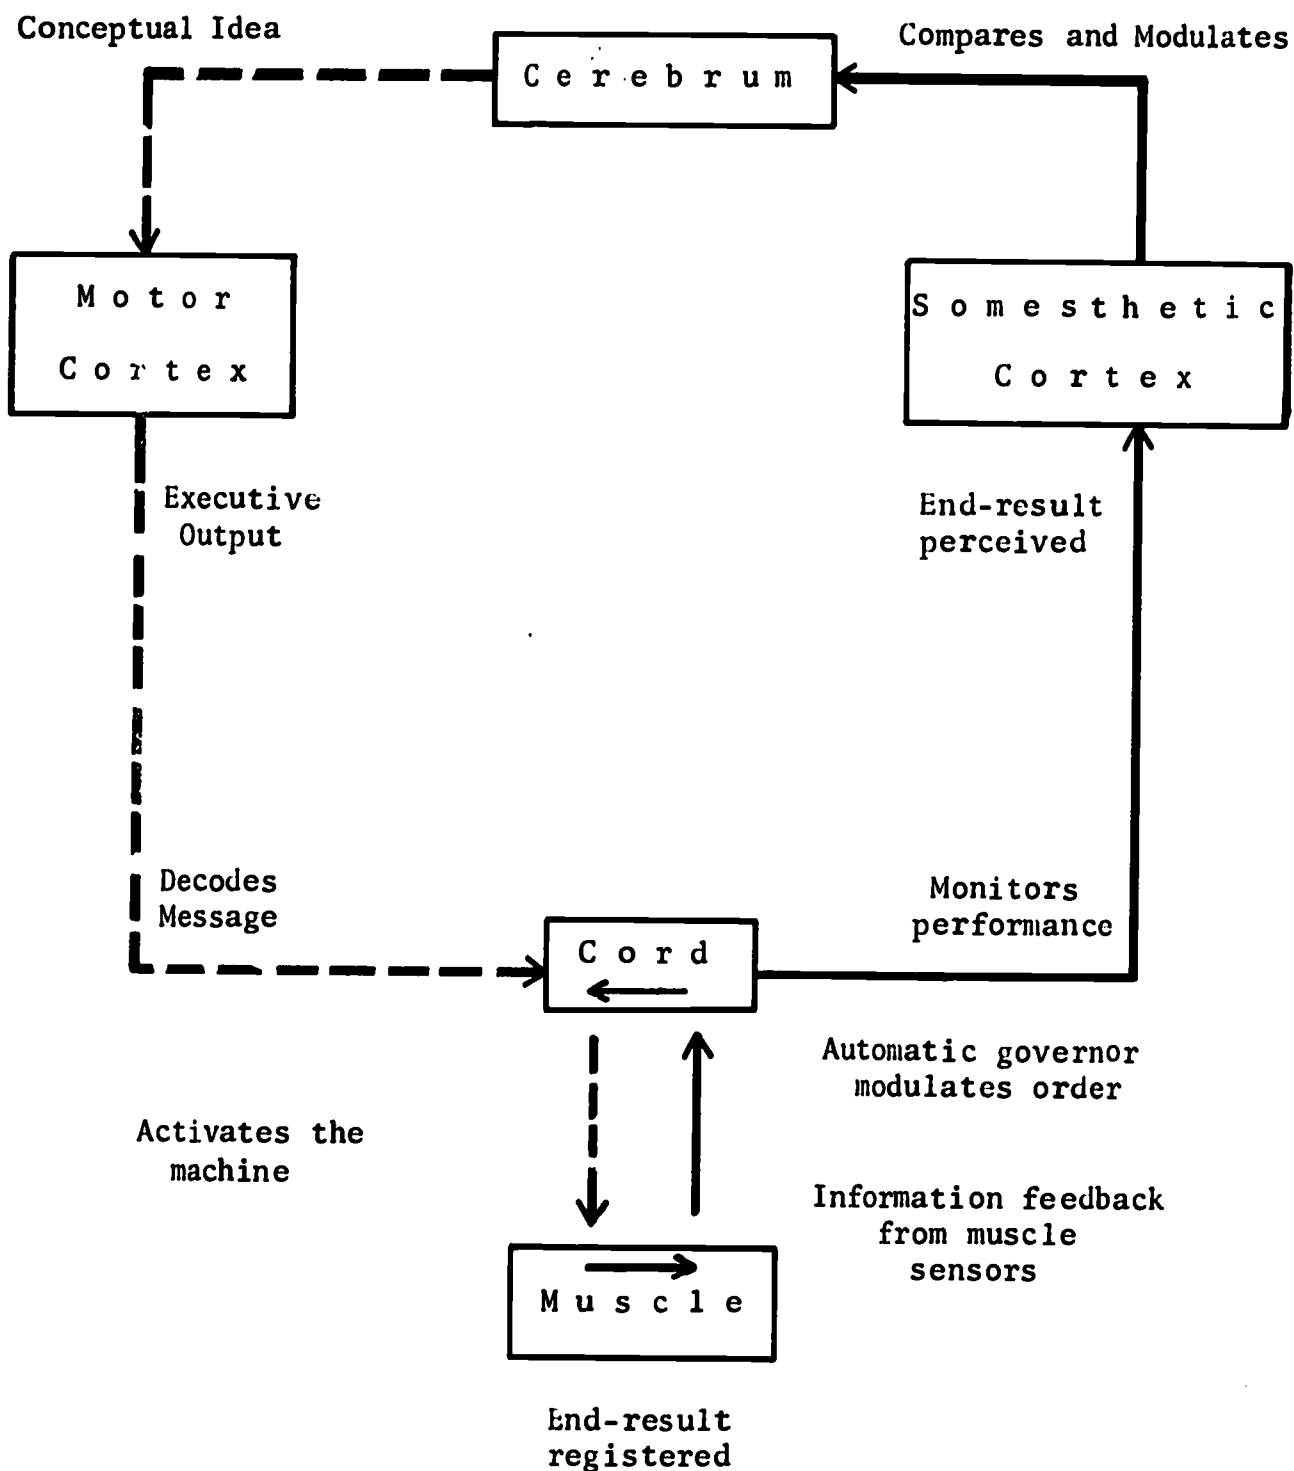 Conceptual Idea
Cerebrum
Compares and Modulates
Motor
Cortex
Somesthetic
Cortex
Executive
Output
End-result
perceived
Decodes
Message
Cord
Monitors
performance
Automatic governor
modulates order
Activates the
machine
Information feedback
from muscle
sensors
Muscle
End-result
registered